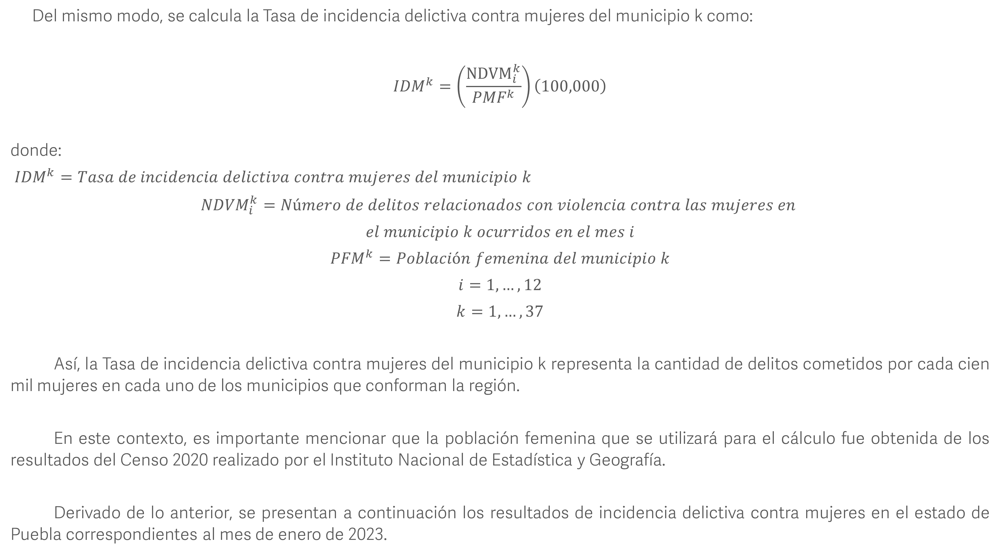 Del mismo modo, se calcula la Tasa de incidencia delictiva contra mujeres del municipio k como:
$IDM^k = \left(\frac{\mathrm{NDVM}_i^k}{PMF^k}\right)(100,000)$
donde:
$IDM^k$ = Tasa de incidencia delictiva contra mujeres del municipio k
$NDVM_i^k$ = Número de delitos relacionados con violencia contra las mujeres en
el municipio k ocurridos en el mes i
$PFM^k$ = Población femenina del municipio k
i = 1, … , 12
k = 1, … , 37
Así, la Tasa de incidencia delictiva contra mujeres del municipio k representa la cantidad de delitos cometidos por cada cien
mil mujeres en cada uno de los municipios que conforman la región.
En este contexto, es importante mencionar que la población femenina que se utilizará para el cálculo fue obtenida de los
resultados del Censo 2020 realizado por el Instituto Nacional de Estadística y Geografía.
Derivado de lo anterior, se presentan a continuación los resultados de incidencia delictiva contra mujeres en el estado de
Puebla correspondientes al mes de enero de 2023.